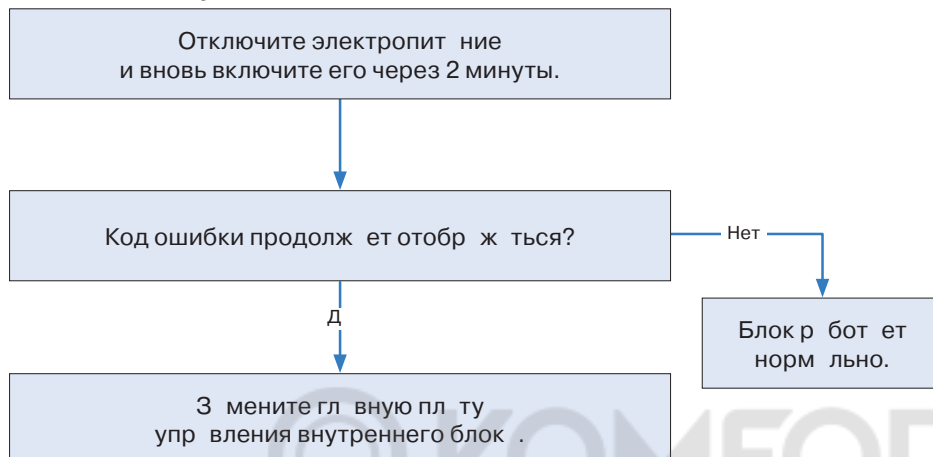 Отключите электропит ние
и вновь включите его через 2 минуты.
Код ошибки продолж ет отобр ж ться?
Нет
Д
Блок р бот ет
норм льно.
З мените гл вную пл ту
упр вления внутреннего блок .